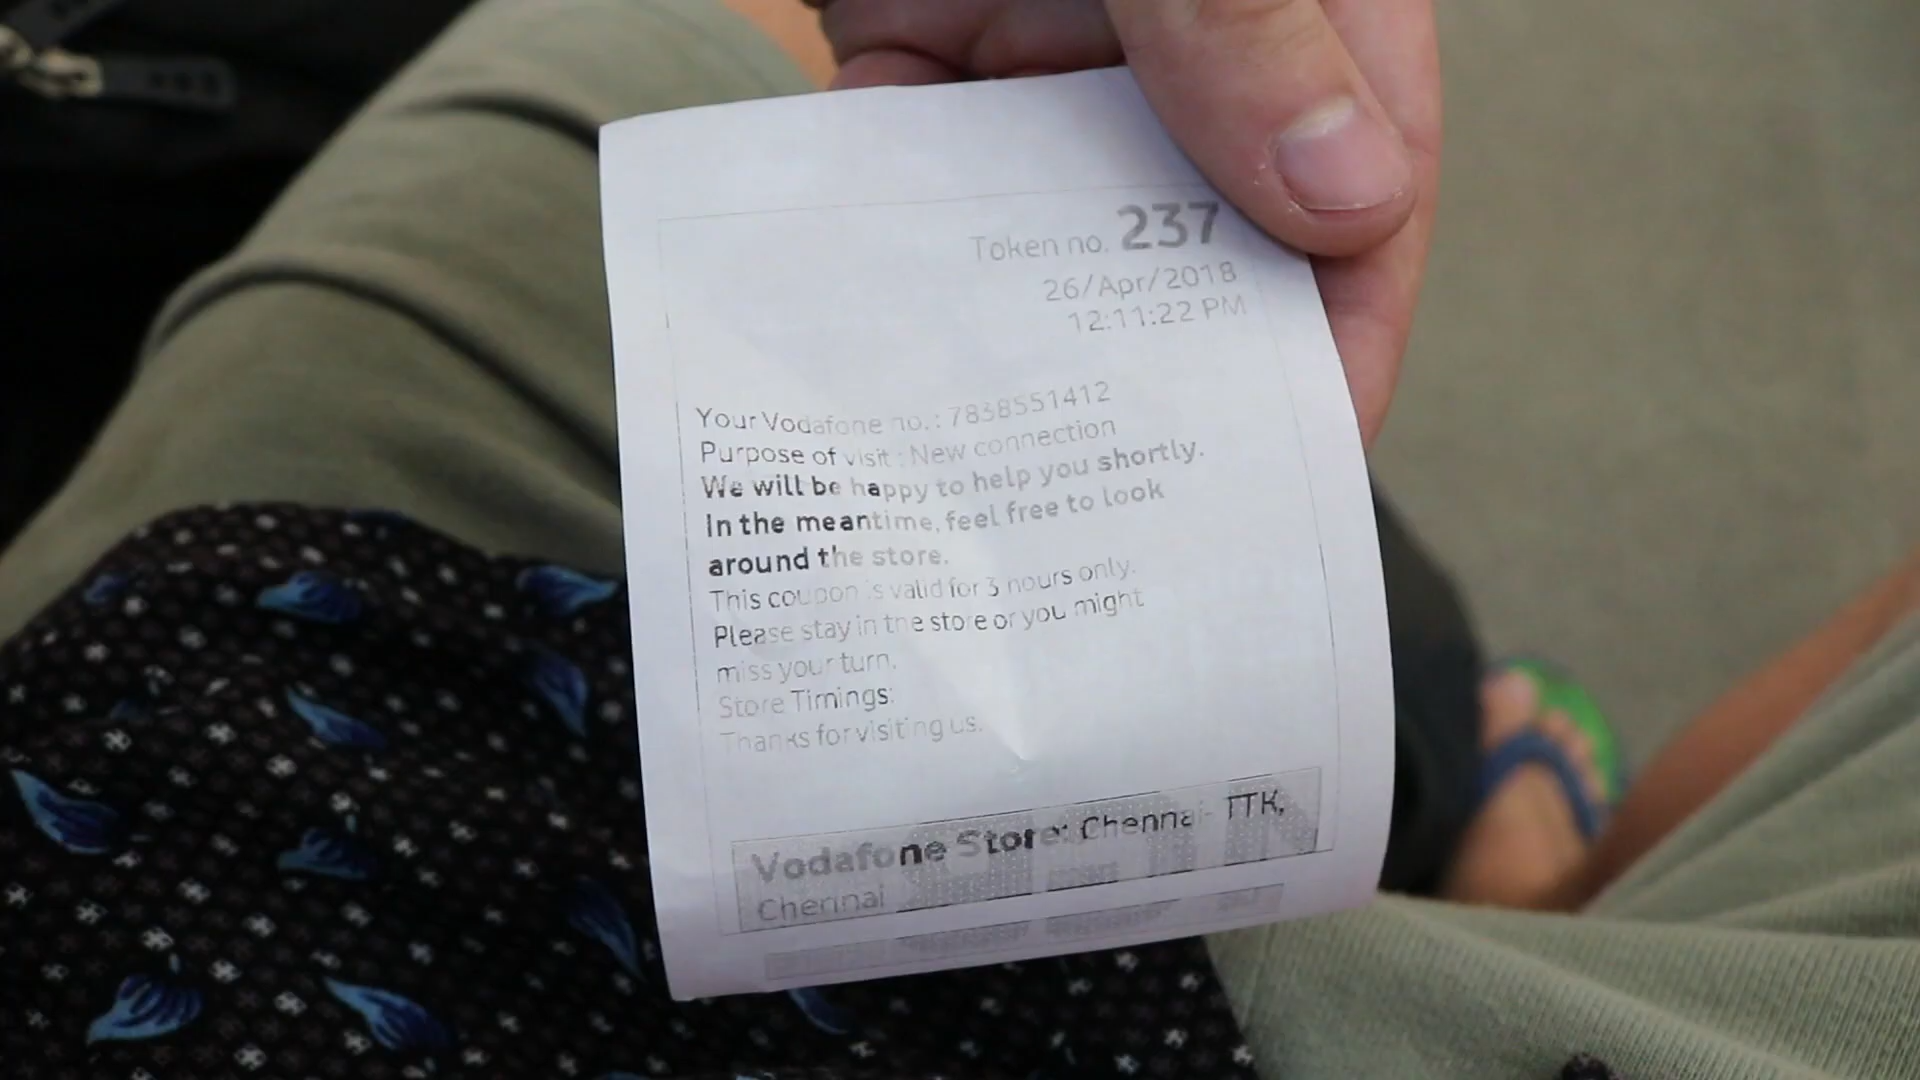 Token no. 237
26/Apr/2018
12:11:22 PM
Your Vodafone no. : 7838551412
Purpose of visit : New connection
We will be happy to help you shortly.
In the meantime, feel free to look
around the store.
This coupon is valid for 3 hours only.
Please stay in the store or you might
miss your turn.
Store Timings:
Thanks for visiting us.
Vodafone Store: Chennai- TTK,
Chennai